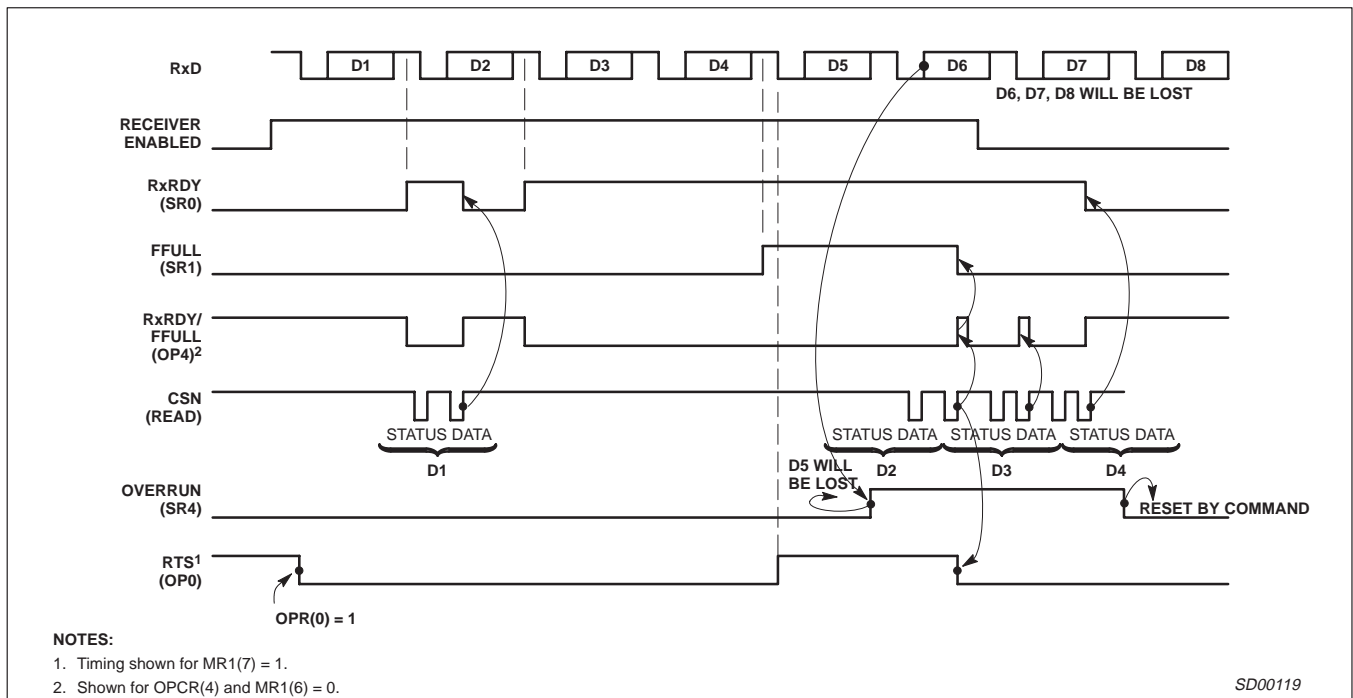 RxD D1 D2 D3 D4 D5 D6 D7 D8
D6, D7, D8 WILL BE LOST
RECEIVER
ENABLED
RxRDY
(SR0)
FFULL
(SR1)
RxRDY/
FFULL
(OP4)2
CSN
(READ)
STATUS DATA STATUS DATA STATUS DATA STATUS DATA
D1 D2 D3 D4
D5 WILL
BE LOST
OVERRUN
(SR4)
RESET BY COMMAND
RTS1
(OP0)
OPR(0) = 1
NOTES:
1. Timing shown for MR1(7) = 1.
2. Shown for OPCR(4) and MR1(6) = 0.
SD00119